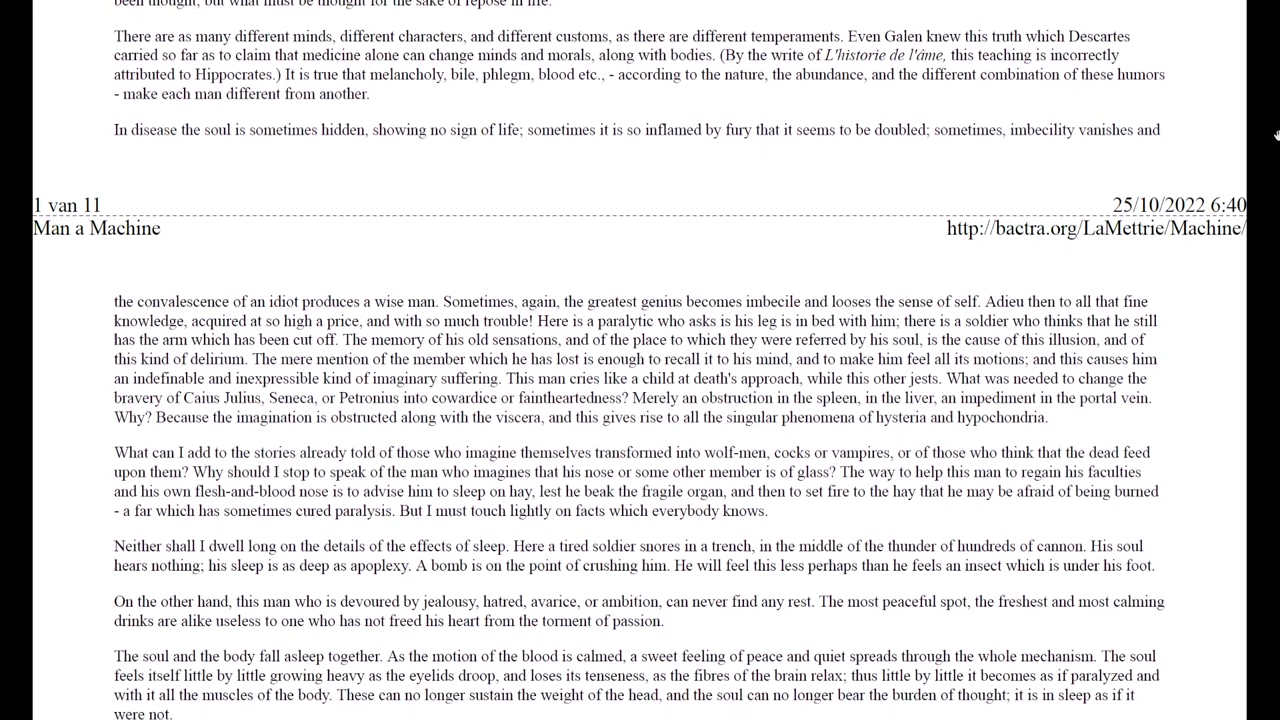 been thought, but what must be thought for the sake of repose in life.
There are as many different minds, different characters, and different customs, as there are different temperaments. Even Galen knew this truth which Descartes
carried so far as to claim that medicine alone can change minds and morals, along with bodies. (By the write of L'historie de l'âme, this teaching is incorrectly
attributed to Hippocrates.) It is true that melancholy, bile, phlegm, blood etc., - according to the nature, the abundance, and the different combination of these humors
- make each man different from another.
In disease the soul is sometimes hidden, showing no sign of life; sometimes it is so inflamed by fury that it seems to be doubled; sometimes, imbecility vanishes and
1 van 11
25/10/2022 6:40
Man a Machine
http://bactra.org/LaMettrie/Machine/
the convalescence of an idiot produces a wise man. Sometimes, again, the greatest genius becomes imbecile and looses the sense of self. Adieu then to all that fine
knowledge, acquired at so high a price, and with so much trouble! Here is a paralytic who asks is his leg is in bed with him; there is a soldier who thinks that he still
has the arm which has been cut off. The memory of his old sensations, and of the place to which they were referred by his soul, is the cause of this illusion, and of
this kind of delirium. The mere mention of the member which he has lost is enough to recall it to his mind, and to make him feel all its motions; and this causes him
an indefinable and inexpressible kind of imaginary suffering. This man cries like a child at death's approach, while this other jests. What was needed to change the
bravery of Caius Julius, Seneca, or Petronius into cowardice or faintheartedness? Merely an obstruction in the spleen, in the liver, an impediment in the portal vein.
Why? Because the imagination is obstructed along with the viscera, and this gives rise to all the singular phenomena of hysteria and hypochondria.
What can I add to the stories already told of those who imagine themselves transformed into wolf-men, cocks or vampires, or of those who think that the dead feed
upon them? Why should I stop to speak of the man who imagines that his nose or some other member is of glass? The way to help this man to regain his faculties
and his own flesh-and-blood nose is to advise him to sleep on hay, lest he beak the fragile organ, and then to set fire to the hay that he may be afraid of being burned
- a far which has sometimes cured paralysis. But I must touch lightly on facts which everybody knows.
Neither shall I dwell long on the details of the effects of sleep. Here a tired soldier snores in a trench, in the middle of the thunder of hundreds of cannon. His soul
hears nothing; his sleep is as deep as apoplexy. A bomb is on the point of crushing him. He will feel this less perhaps than he feels an insect which is under his foot.
On the other hand, this man who is devoured by jealousy, hatred, avarice, or ambition, can never find any rest. The most peaceful spot, the freshest and most calming
drinks are alike useless to one who has not freed his heart from the torment of passion.
The soul and the body fall asleep together. As the motion of the blood is calmed, a sweet feeling of peace and quiet spreads through the whole mechanism. The soul
feels itself little by little growing heavy as the eyelids droop, and loses its tenseness, as the fibres of the brain relax; thus little by little it becomes as if paralyzed and
with it all the muscles of the body. These can no longer sustain the weight of the head, and the soul can no longer bear the burden of thought; it is in sleep as if it
were not.